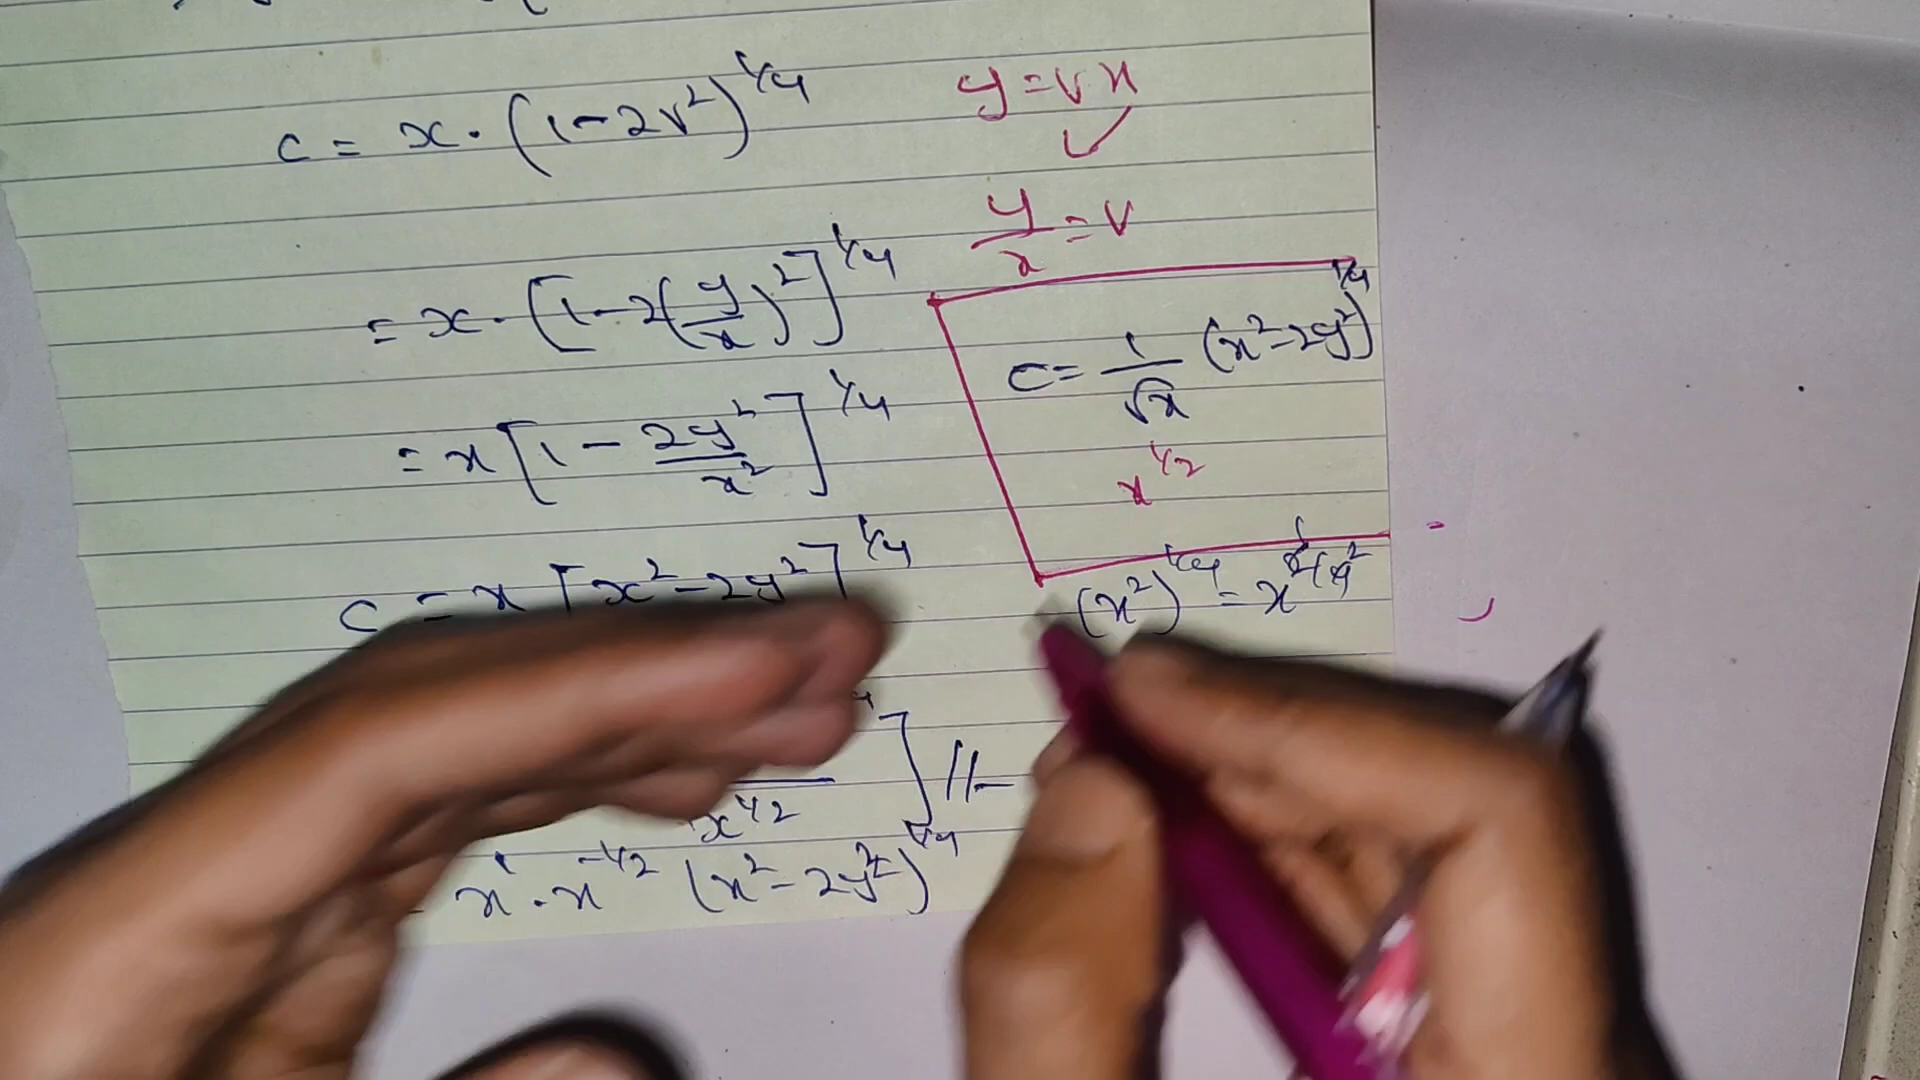 c = x · (1 - 2v²)^1/4
= x · [1 - 2(y/x)²]^1/4
= x [1 - 2y²/x²]^1/4
c = x [x² - 2y²]^1/4
x^1/2 ] //
x¹ · x^-1/2 (x² - 2y²)^1/4
y = vx ✓
y/x = v
c = 1/√x (x² - 2y²)^1/4
x^1/2
(x²)^1/4 = x